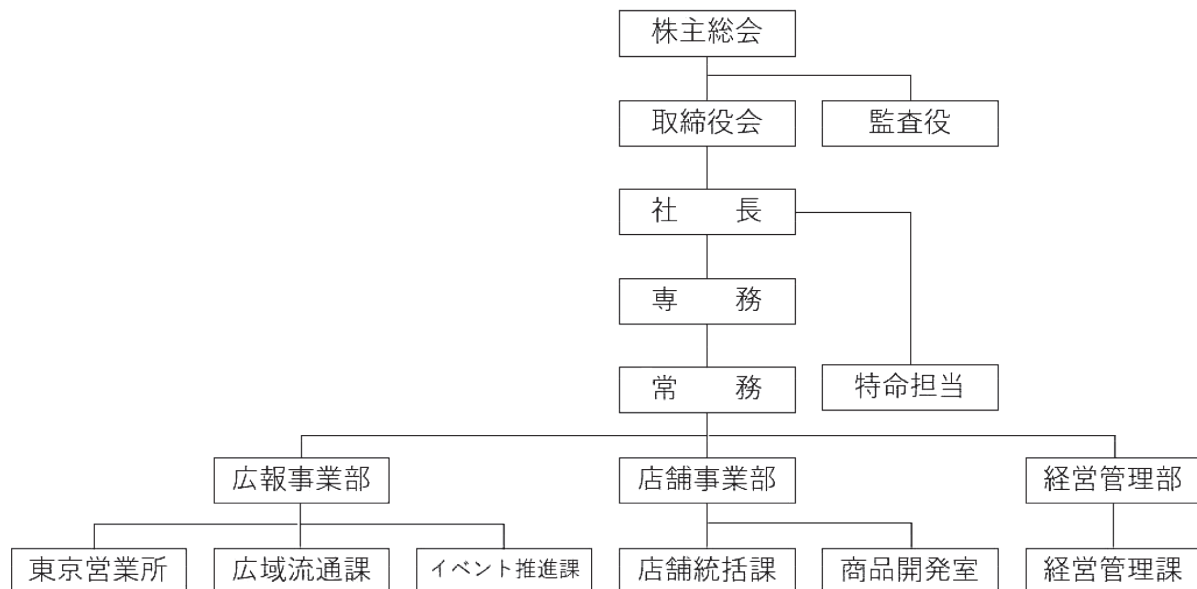 株主総会
取締役会
監査役
社　　長
専　　務
常　　務
特命担当
広報事業部
店舗事業部
経営管理部
東京営業所
広域流通課
イベント推進課
店舗統括課
商品開発室
経営管理課